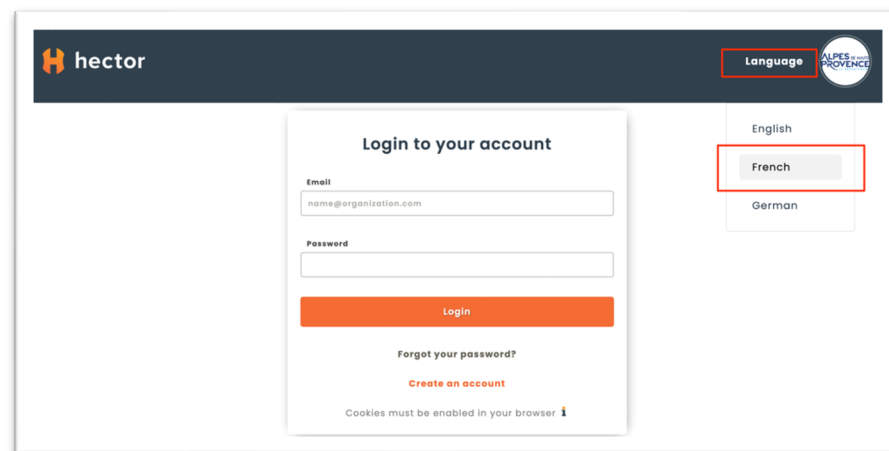 hector
Language
ALPES DE HAUTE
PROVENCE
English
French
German
Login to your account
Email
name@organization.com
Password
Login
Forgot your password?
Create an account
Cookies must be enabled in your browser